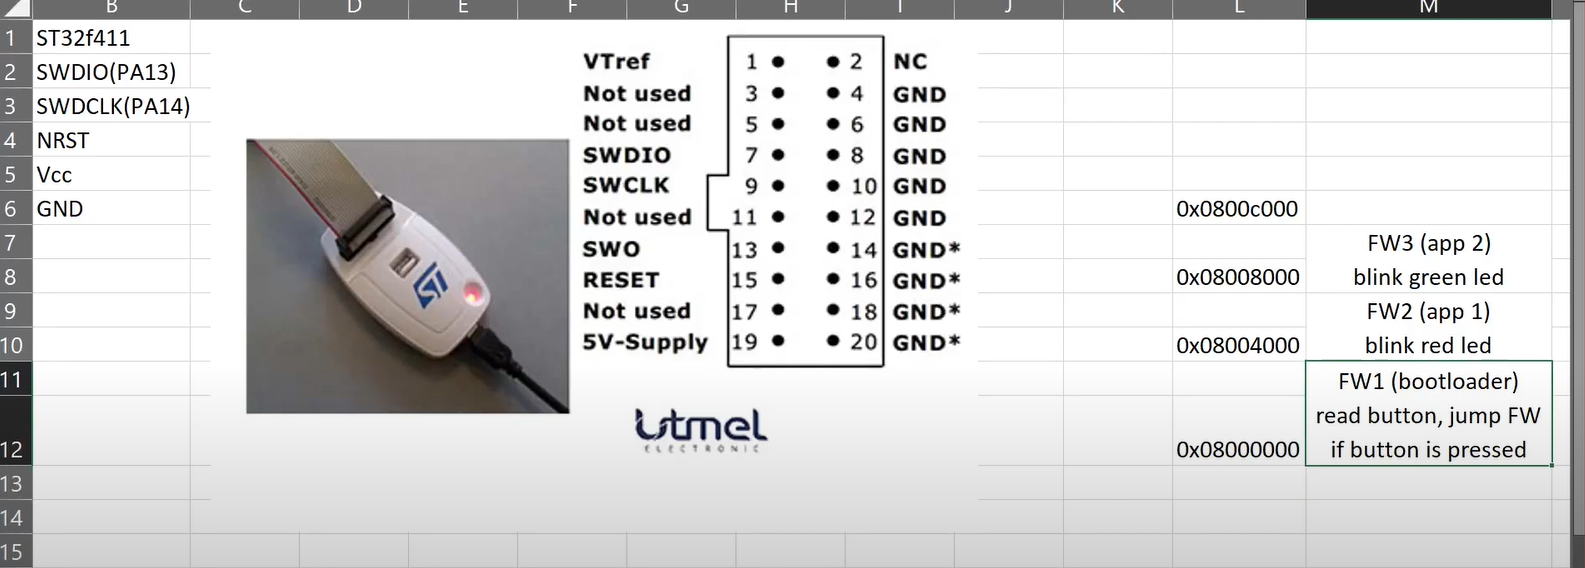 B C D E F G H I J K L M
1 ST32f411
2 SWDIO(PA13)
3 SWDCLK(PA14)
4 NRST
5 Vcc
6 GND
7
8
9
10
11
12
13
14
15
VTref 1 2 NC
Not used 3 4 GND
Not used 5 6 GND
SWDIO 7 8 GND
SWCLK 9 10 GND
Not used 11 12 GND
SWO 13 14 GND*
RESET 15 16 GND*
Not used 17 18 GND*
5V-Supply 19 20 GND*
Utmel
ELECTRONIC
0x0800c000
FW3 (app 2)
0x08008000 blink green led
FW2 (app 1)
0x08004000 blink red led
FW1 (bootloader)
read button, jump FW
0x08000000 if button is pressed